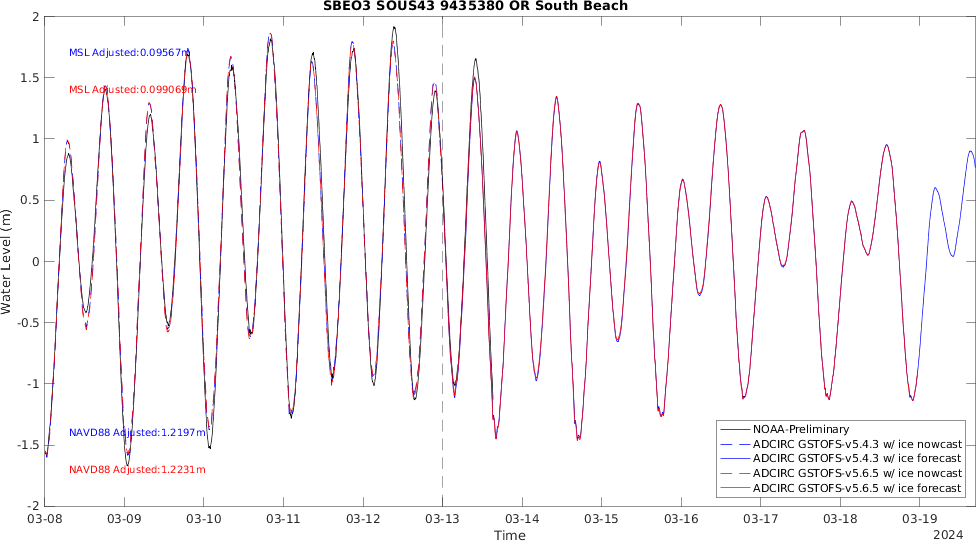 SBEO3 SOUS43 9435380 OR South Beach
2
1.5
1
0.5
0
-0.5
-1
-1.5
-2
Water Level (m)
MSL Adjusted:0.09567m
MSL Adjusted:0.099069m
NAVD88 Adjusted:1.2197m
NAVD88 Adjusted:1.2231m
NOAA-Preliminary
ADCIRC GSTOFS-v5.4.3 w/ ice nowcast
ADCIRC GSTOFS-v5.4.3 w/ ice forecast
ADCIRC GSTOFS-v5.6.5 w/ ice nowcast
ADCIRC GSTOFS-v5.6.5 w/ ice forecast
03-08 03-09 03-10 03-11 03-12 03-13 03-14 03-15 03-16 03-17 03-18 03-19
Time
2024